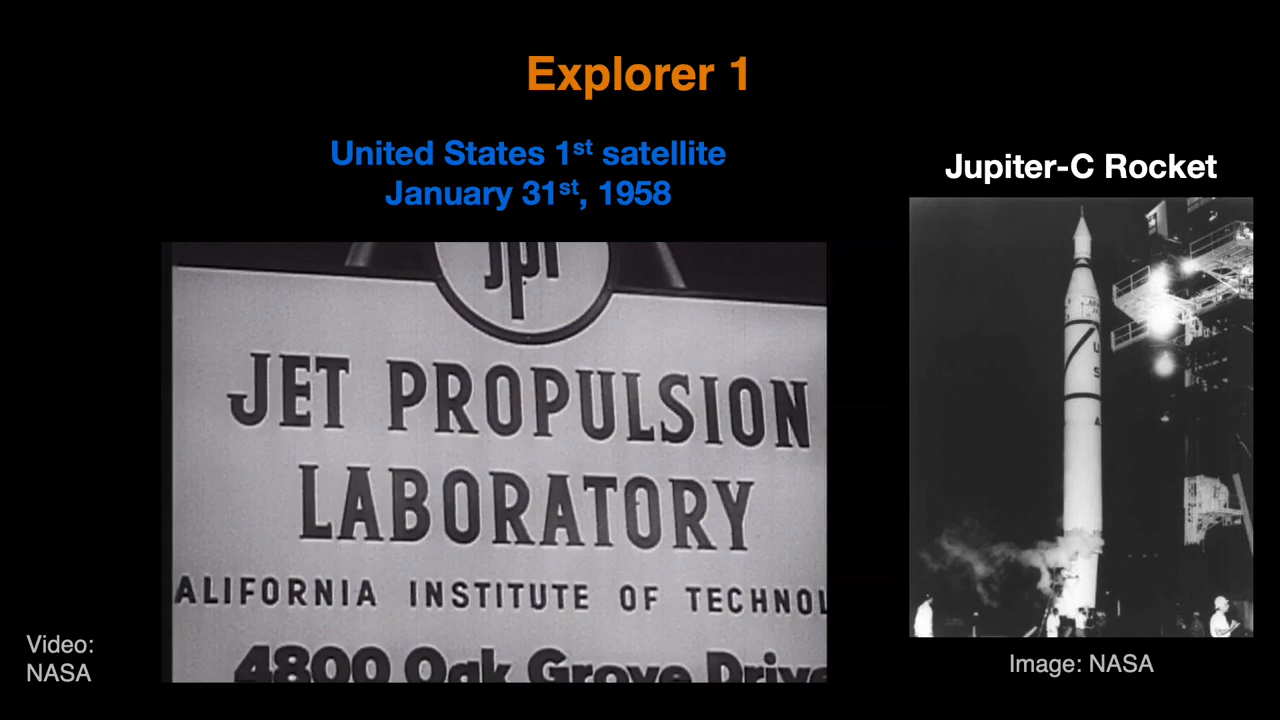 Explorer 1
United States 1st satellite
January 31st, 1958
Jupiter-C Rocket
jpl
JET PROPULSION
LABORATORY
ALIFORNIA INSTITUTE OF TECHNOL
4800 Oak Grove Drive
U
S
Video:
NASA
Image: NASA